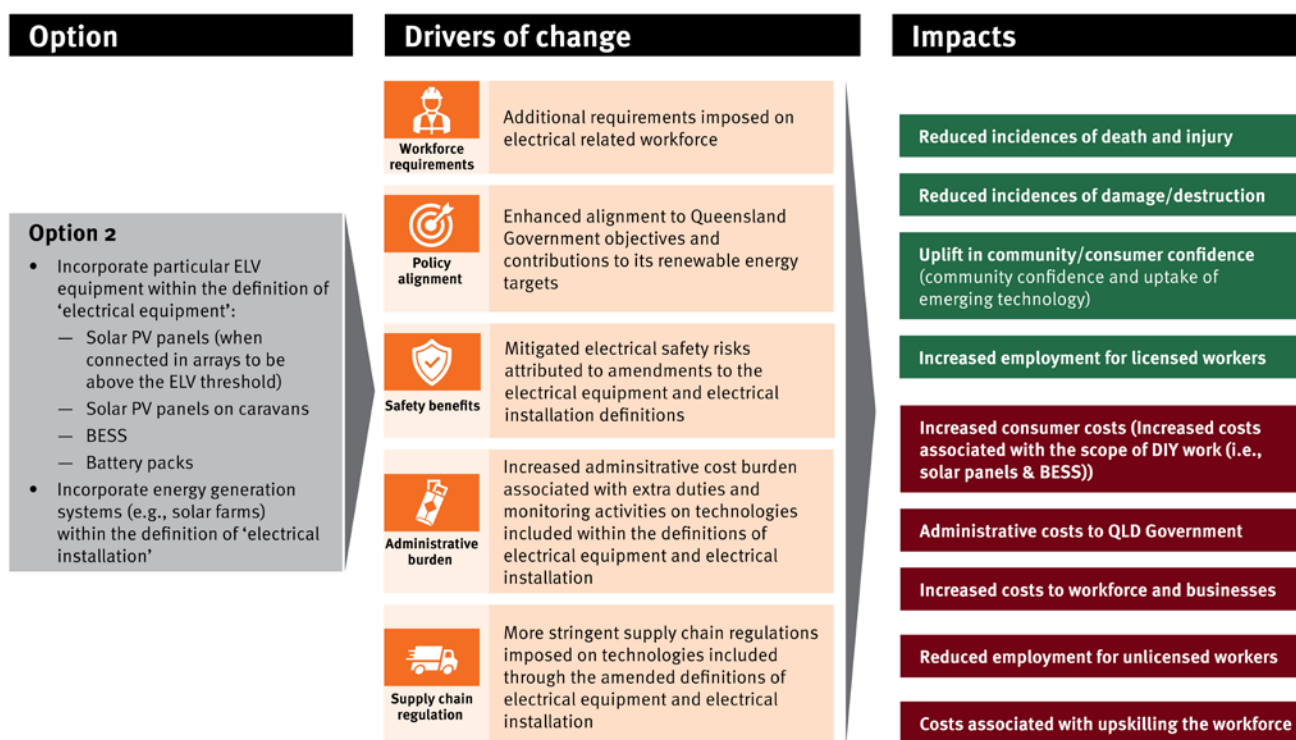 Option
Drivers of change
Impacts
Option 2
• Incorporate particular ELV
equipment within the definition of
‘electrical equipment’:
— Solar PV panels (when
connected in arrays to be
above the ELV threshold)
— Solar PV panels on caravans
— BESS
— Battery packs
• Incorporate energy generation
systems (e.g., solar farms)
within the definition of ‘electrical
installation’
Workforce
requirements
Additional requirements imposed on
electrical related workforce
Policy
alignment
Enhanced alignment to Queensland
Government objectives and
contributions to its renewable energy
targets
Safety benefits
Mitigated electrical safety risks
attributed to amendments to the
electrical equipment and electrical
installation definitions
Administrative
burden
Increased adminsitrative cost burden
associated with extra duties and
monitoring activities on technologies
included within the definitions of
electrical equipment and electrical
installation
Supply chain
regulation
More stringent supply chain regulations
imposed on technologies included
through the amended definitions of
electrical equipment and electrical
installation
Reduced incidences of death and injury
Reduced incidences of damage/destruction
Uplift in community/consumer confidence
(community confidence and uptake of
emerging technology)
Increased employment for licensed workers
Increased consumer costs (Increased costs
associated with the scope of DIY work (i.e.,
solar panels & BESS))
Administrative costs to QLD Government
Increased costs to workforce and businesses
Reduced employment for unlicensed workers
Costs associated with upskilling the workforce